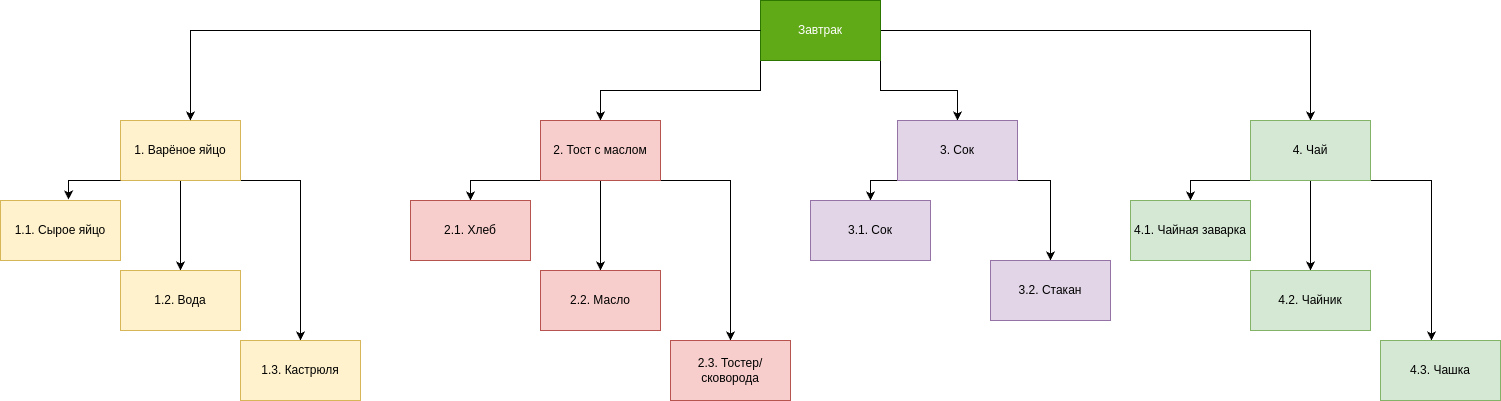 Завтрак
1. Варёное яйцо
2. Тост с маслом
3. Сок
4. Чай
1.1. Сырое яйцо
2.1. Хлеб
3.1. Сок
4.1. Чайная заварка
1.2. Вода
2.2. Масло
3.2. Стакан
4.2. Чайник
1.3. Кастрюля
2.3. Тостер/
сковорода
4.3. Чашка